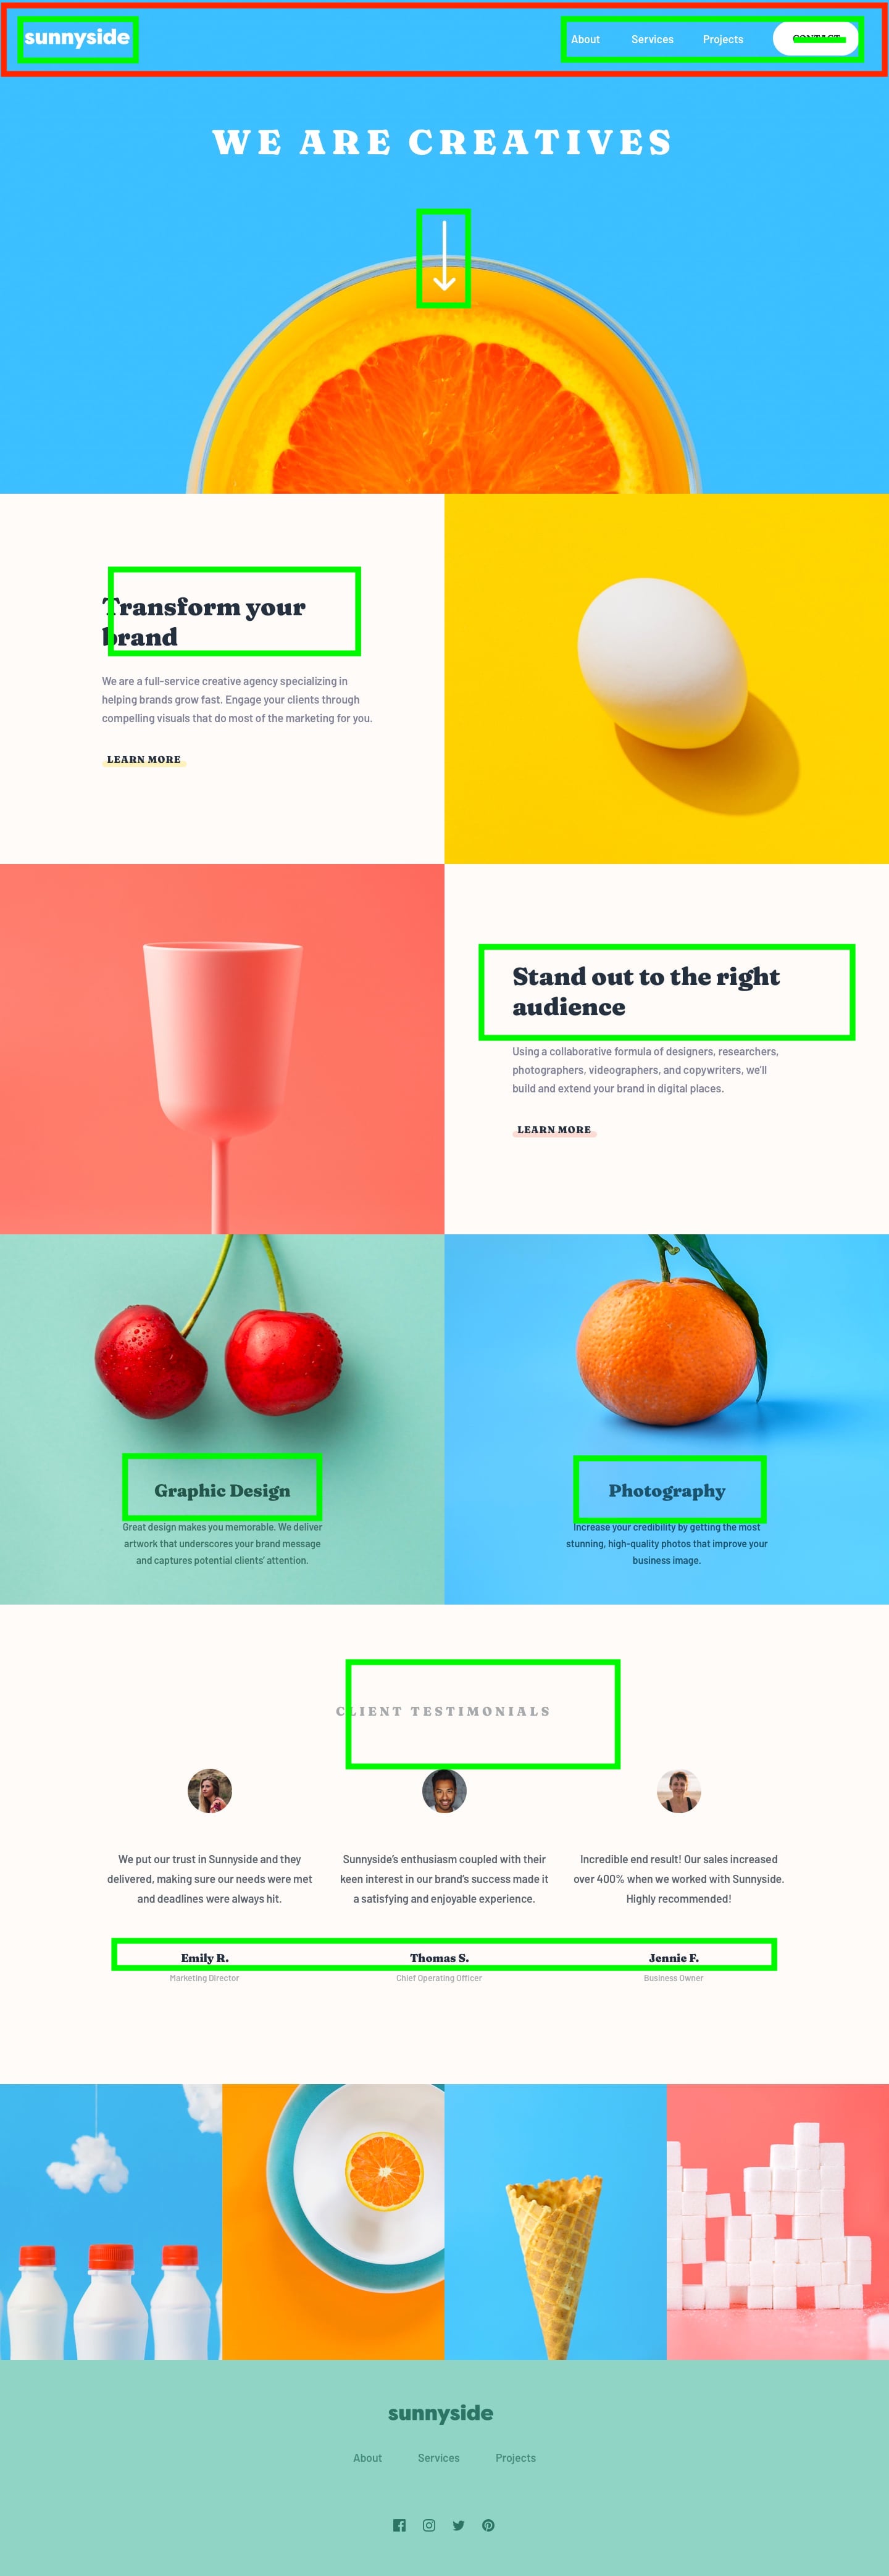 sunnyside
About Services Projects CONTACT
WE ARE CREATIVES
Transform your
brand
We are a full-service creative agency specializing in
helping brands grow fast. Engage your clients through
compelling visuals that do most of the marketing for you.
LEARN MORE
Stand out to the right
audience
Using a collaborative formula of designers, researchers,
photographers, videographers, and copywriters, we'll
build and extend your brand in digital places.
LEARN MORE
Graphic Design
Great design makes you memorable. We deliver
artwork that underscores your brand message
and captures potential clients' attention.
Photography
Increase your credibility by getting the most
stunning, high-quality photos that improve your
business image.
CLIENT TESTIMONIALS
We put our trust in Sunnyside and they
delivered, making sure our needs were met
and deadlines were always hit.
Emily R.
Marketing Director
Sunnyside's enthusiasm coupled with their
keen interest in our brand's success made it
a satisfying and enjoyable experience.
Thomas S.
Chief Operating Officer
Incredible end result! Our sales increased
over 400% when we worked with Sunnyside.
Highly recommended!
Jennie F.
Business Owner
sunnyside
About Services Projects